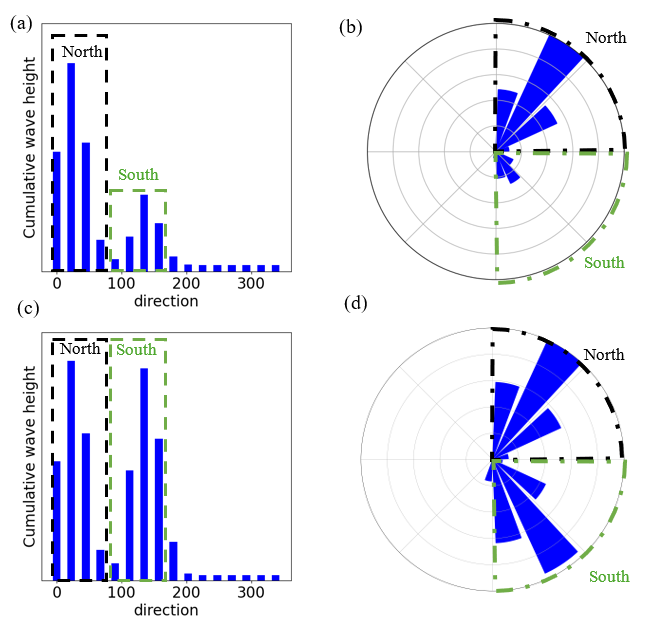 (a)
North
South
Cumulative wave height
0 100 200 300
direction
(b)
North
South
(c)
North
South
Cumulative wave height
0 100 200 300
direction
(d)
North
South